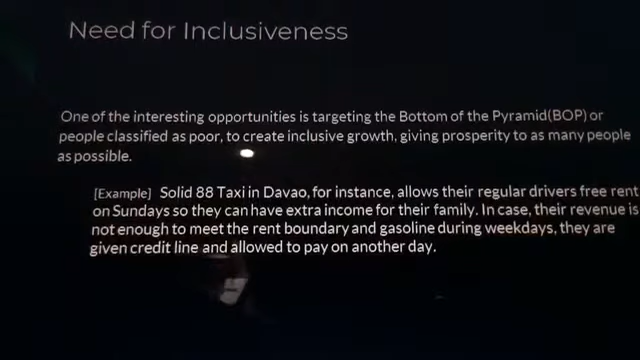 Need for Inclusiveness
One of the interesting opportunities is targeting the Bottom of the Pyramid(BOP) or
people classified as poor, to create inclusive growth, giving prosperity to as many people
as possible.
[Example] Solid 88 Taxi in Davao, for instance, allows their regular drivers free rent
on Sundays so they can have extra income for their family. In case, their revenue is
not enough to meet the rent boundary and gasoline during weekdays, they are
given credit line and allowed to pay on another day.